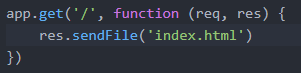 app.get('/', function (req, res) {
    res.sendFile('index.html')
})